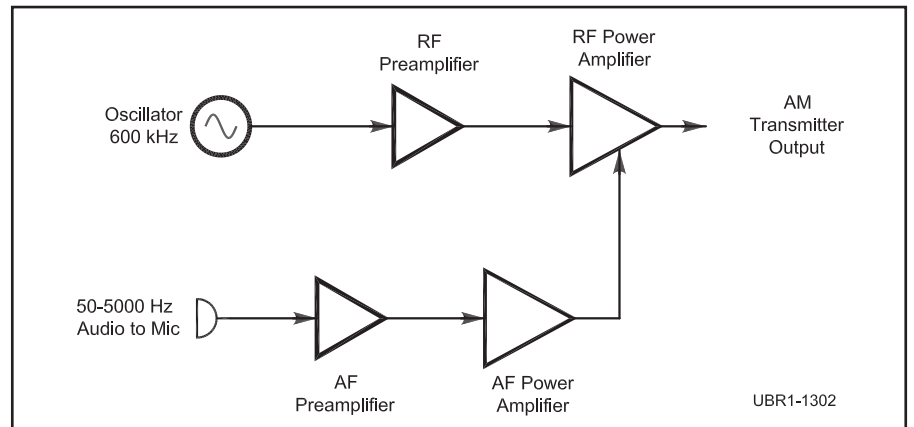 RF
Preamplifier
RF Power
Amplifier
Oscillator
600 kHz
AM
Transmitter
Output
50-5000 Hz
Audio to Mic
AF
Preamplifier
AF Power
Amplifier
UBR1-1302